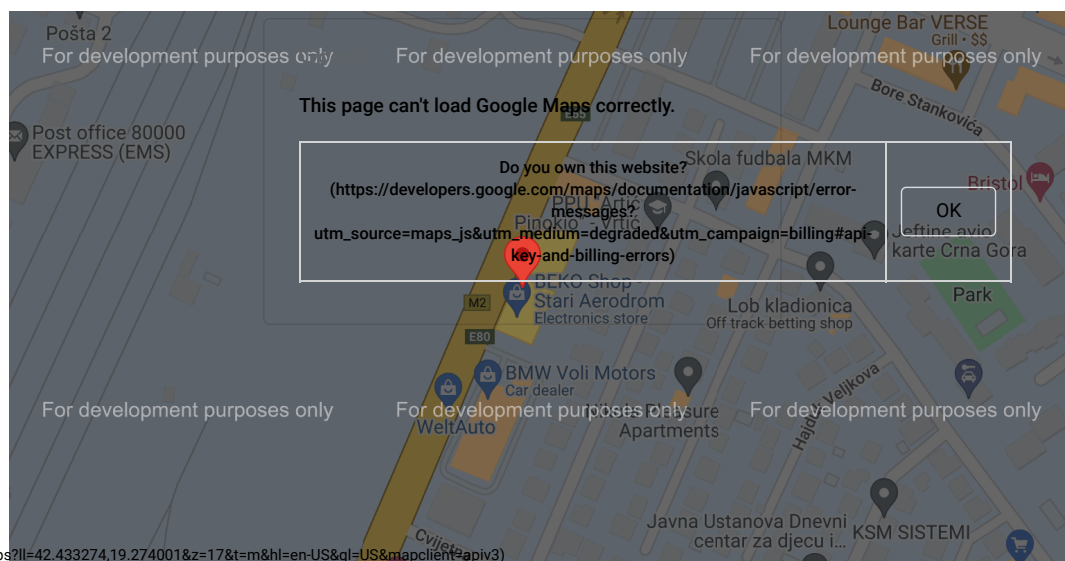 Pošta 2
Lounge Bar VERSE
Grill • $$
For development purposes only
For development purposes only
For development purposes only
Bore Stankovića
This page can't load Google Maps correctly.
E65
Post office 80000
EXPRESS (EMS)
Do you own this website?
(https://developers.google.com/maps/documentation/javascript/error-
messages?
utm_source=maps_js&utm_medium=degraded&utm_campaign=billing#api-
key-and-billing-errors)
OK
Skola fudbala MKM
Bristol
PPU "Artić
Pinokio" - Vrtić
Jeftine avio
karte Crna Gora
BEKO Shop -
Stari Aerodrom
Electronics store
M2
Park
Lob kladionica
Off track betting shop
E80
BMW Voli Motors
Car dealer
Hajduk Veljkova
For development purposes only
For development purposes only
For development purposes only
WeltAuto
Pleasure
Apartments
Javna Ustanova Dnevni
centar za djecu i...
KSM SISTEMI
Cvijetna
ps?ll=42.433274,19.274001&z=17&t=m&hl=en-US&gl=US&mapclient=apiv3)